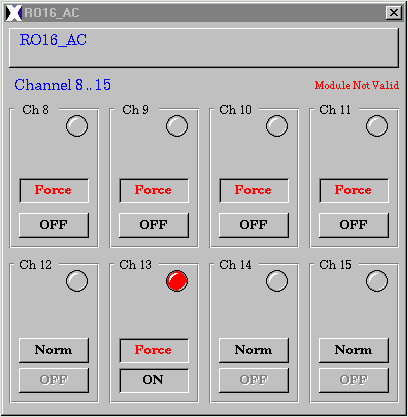 RO16_AC
RO16_AC
Channel 8 .. 15 Module Not Valid
Ch 8 Ch 9 Ch 10 Ch 11
Force Force Force Force
OFF OFF OFF OFF
Ch 12 Ch 13 Ch 14 Ch 15
Norm Force Norm Norm
OFF ON OFF OFF